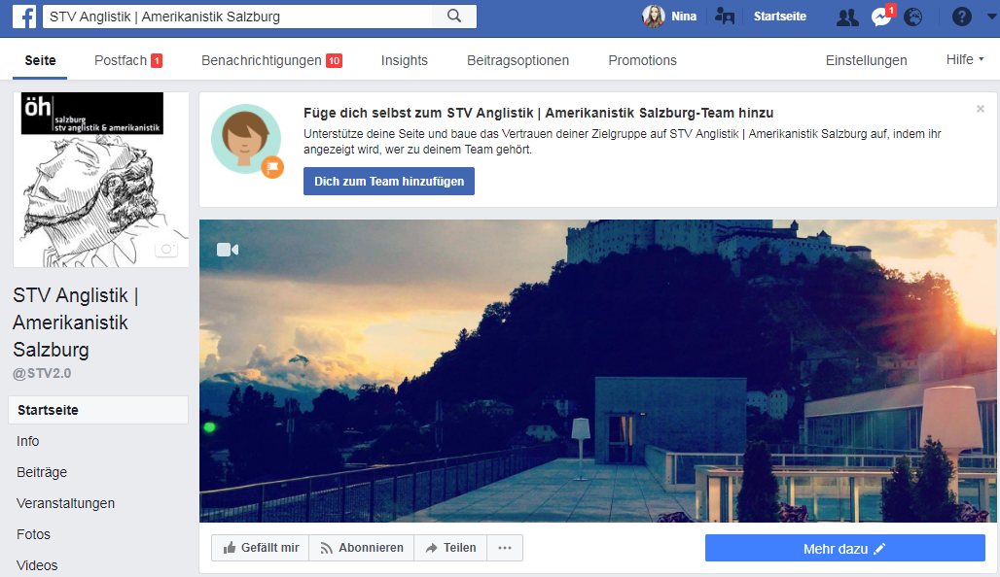 STV Anglistik | Amerikanistik Salzburg
Nina
Startseite
1
Seite
Postfach 1
Benachrichtigungen 10
Insights
Beitragsoptionen
Promotions
Einstellungen
Hilfe
öh
salzburg
stv anglistik & amerikanistik
Füge dich selbst zum STV Anglistik | Amerikanistik Salzburg-Team hinzu
Unterstütze deine Seite und baue das Vertrauen deiner Zielgruppe auf STV Anglistik | Amerikanistik Salzburg auf, indem ihr
angezeigt wird, wer zu deinem Team gehört.
Dich zum Team hinzufügen
STV Anglistik |
Amerikanistik
Salzburg
@STV2.0
Startseite
Info
Beiträge
Veranstaltungen
Fotos
Videos
Gefällt mir
Abonnieren
Teilen
Mehr dazu